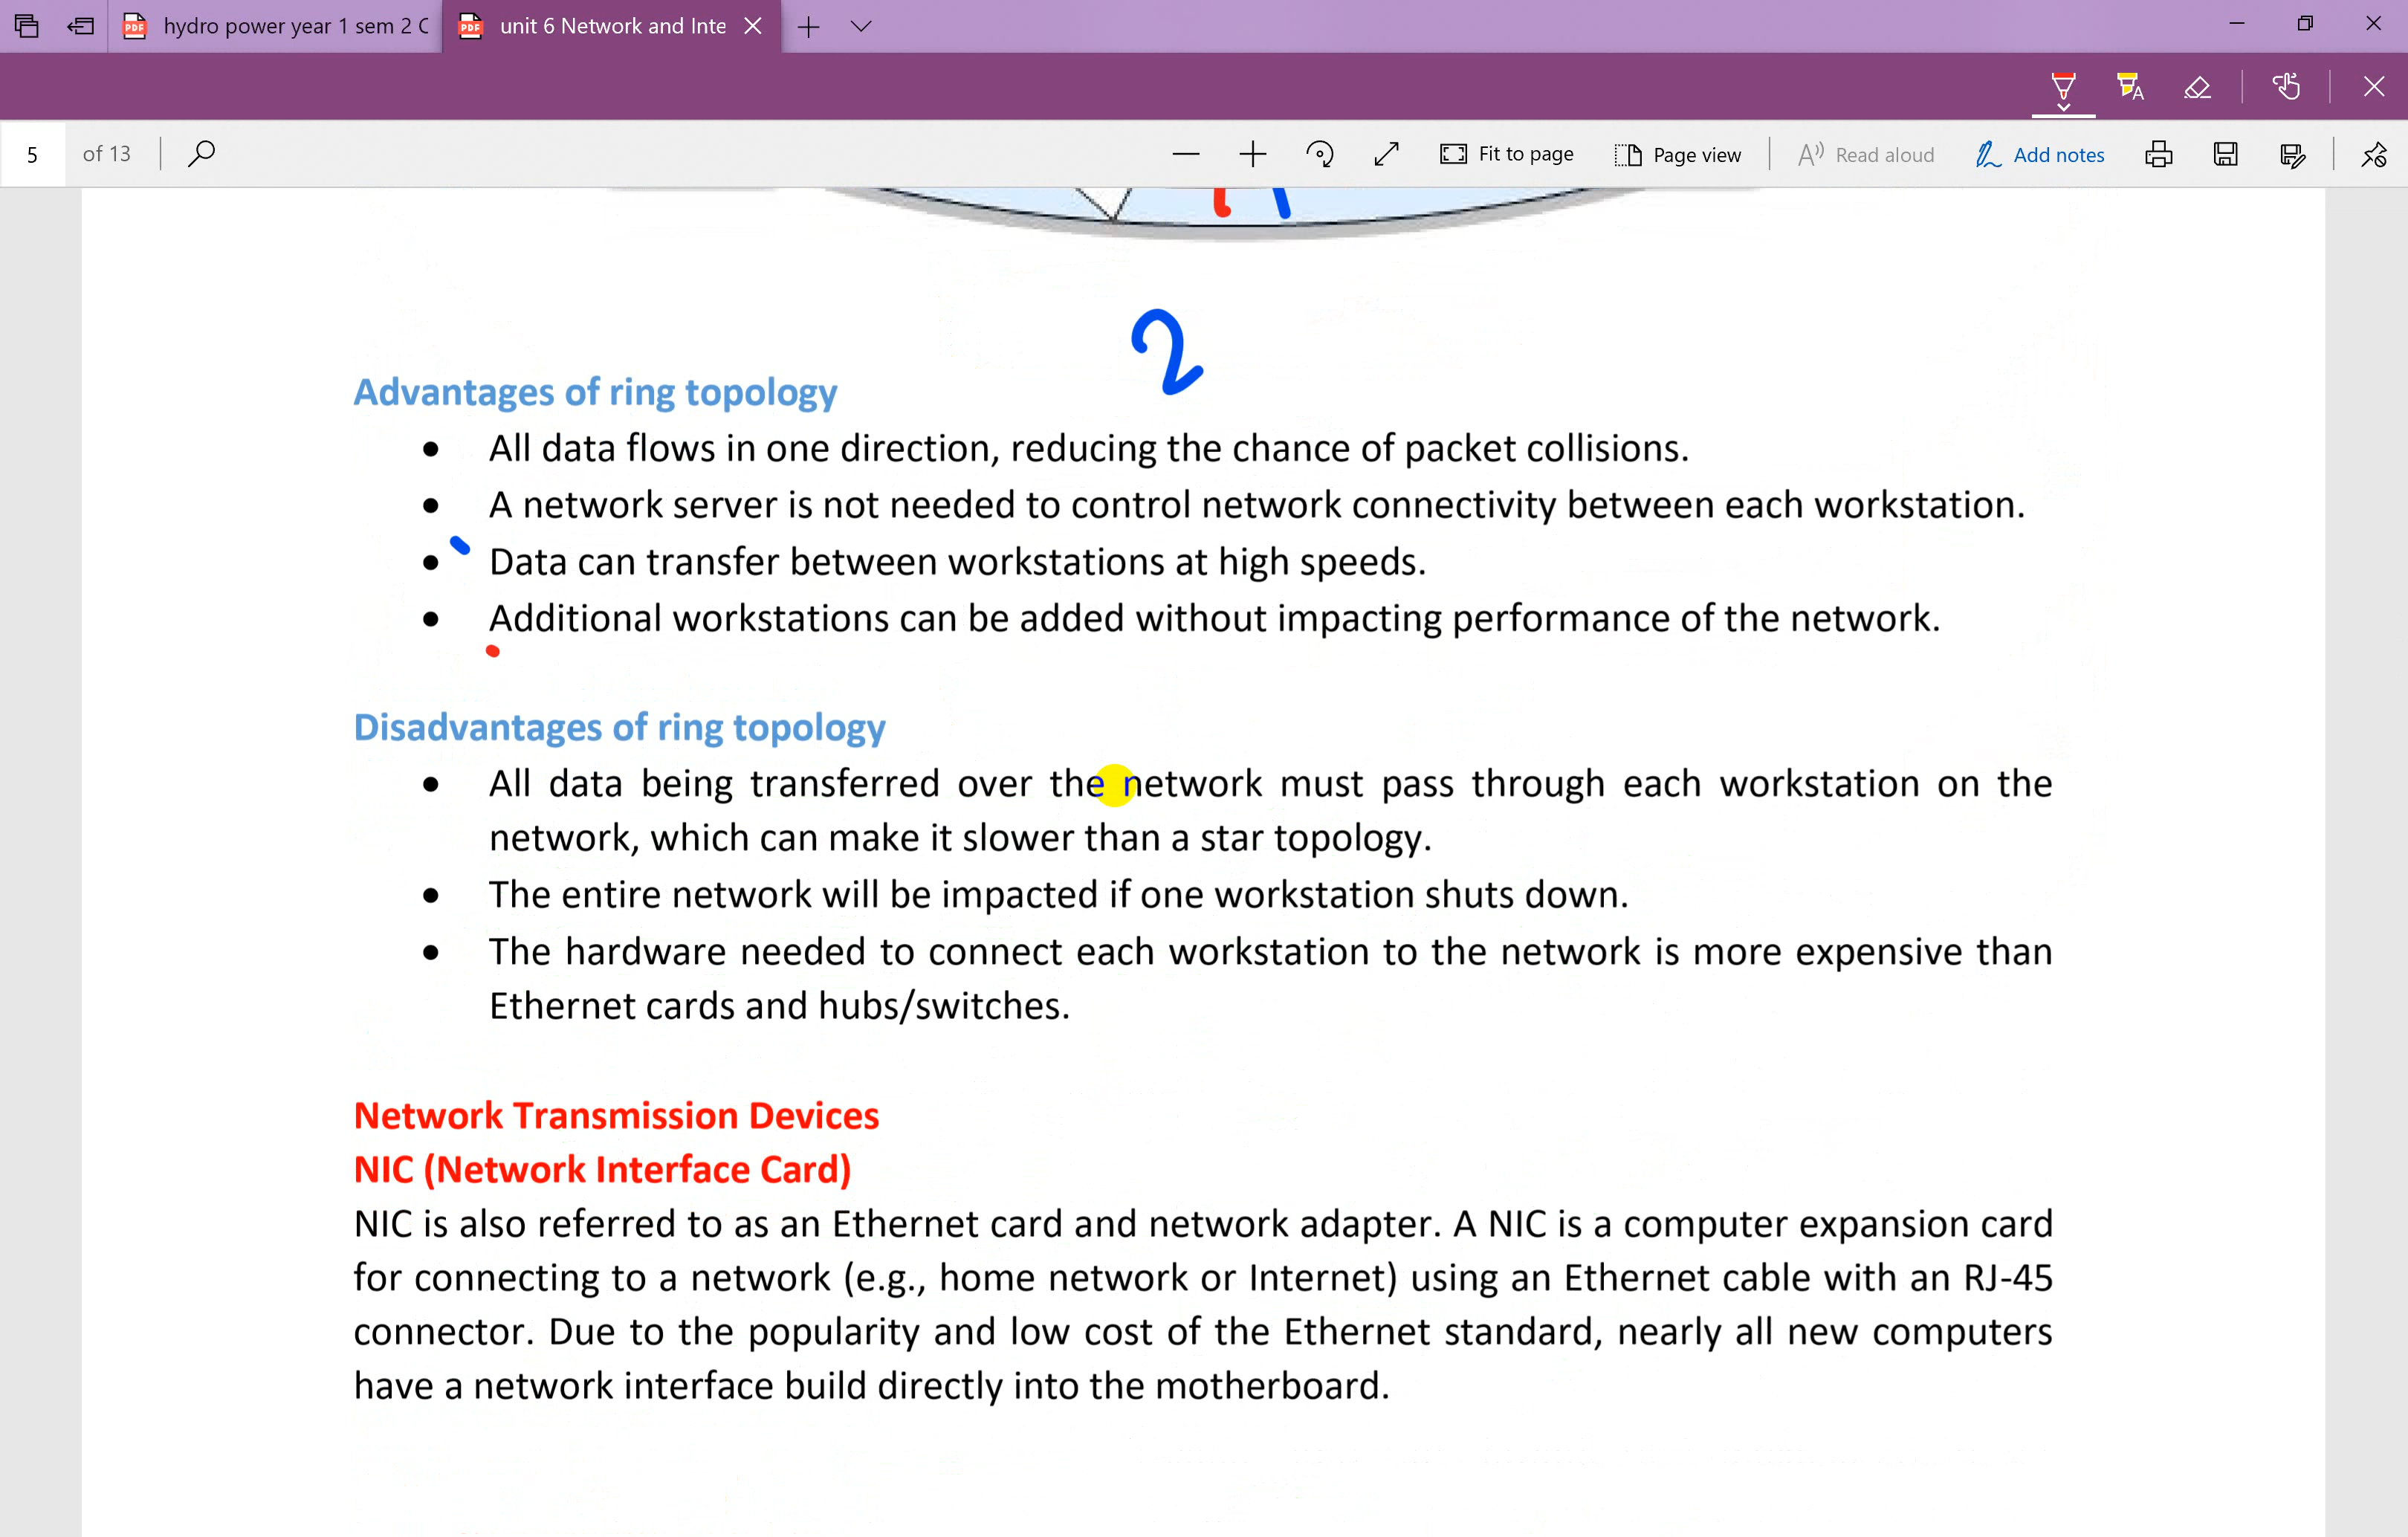 hydro power year 1 sem 2 C
unit 6 Network and Inte
5 of 13
Fit to page
Page view
Read aloud
Add notes
2
Advantages of ring topology
• All data flows in one direction, reducing the chance of packet collisions.
• A network server is not needed to control network connectivity between each workstation.
• Data can transfer between workstations at high speeds.
• Additional workstations can be added without impacting performance of the network.
Disadvantages of ring topology
• All data being transferred over the network must pass through each workstation on the
network, which can make it slower than a star topology.
• The entire network will be impacted if one workstation shuts down.
• The hardware needed to connect each workstation to the network is more expensive than
Ethernet cards and hubs/switches.
Network Transmission Devices
NIC (Network Interface Card)
NIC is also referred to as an Ethernet card and network adapter. A NIC is a computer expansion card
for connecting to a network (e.g., home network or Internet) using an Ethernet cable with an RJ-45
connector. Due to the popularity and low cost of the Ethernet standard, nearly all new computers
have a network interface build directly into the motherboard.